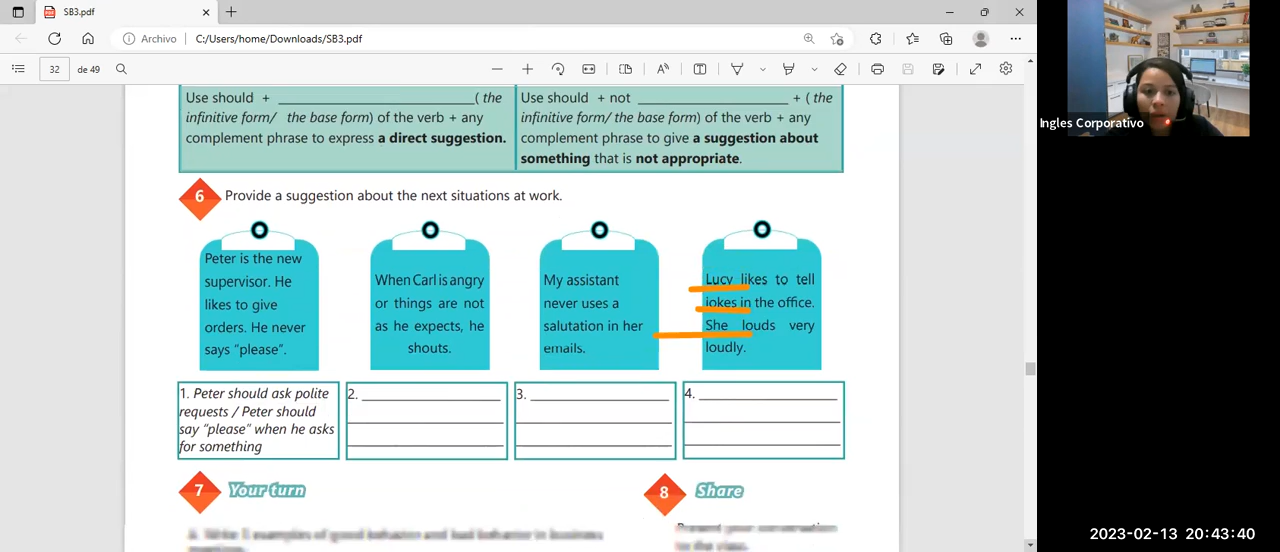 SB3.pdf
Archivo
C:/Users/home/Downloads/SB3.pdf
32
de 49
Ingles Corporativo
Use should + ______________________ ( the
infinitive form/ the base form) of the verb + any
complement phrase to express a direct suggestion.
Use should + not ___________________ + ( the
infinitive form/ the base form) of the verb + any
complement phrase to give a suggestion about
something that is not appropriate.
6
Provide a suggestion about the next situations at work.
Peter is the new
supervisor. He
likes to give
orders. He never
says “please”.
When Carl is angry
or things are not
as he expects, he
shouts.
My assistant
never uses a
salutation in her
emails.
Lucy likes to tell
jokes in the office.
She louds very
loudly.
1. Peter should ask polite
requests / Peter should
say “please” when he asks
for something
2.
3.
4.
7
Your turn
8
Share
2023-02-13 20:43:40